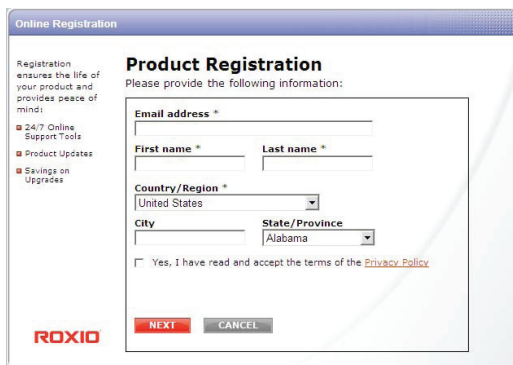 Online Registration
Registration
ensures the life of
your product and
provides peace of
mind:
24/7 Online
Support Tools
Product Updates
Savings on
Upgrades
ROXIO
Product Registration
Please provide the following information:
Email address *
First name * Last name *
Country/Region *
United States
City State/Province
Alabama
Yes, I have read and accept the terms of the Privacy Policy
NEXT CANCEL